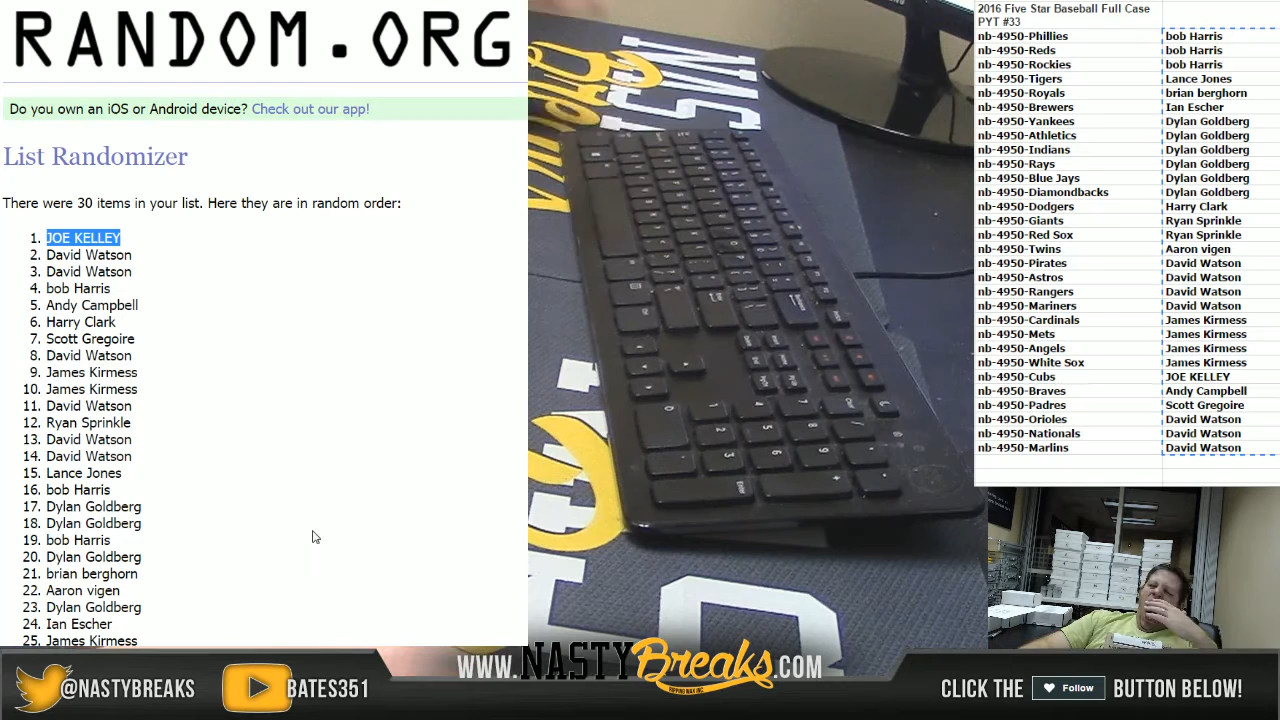 RANDOM.ORG
Do you own an iOS or Android device? Check out our app!
List Randomizer
There were 30 items in your list. Here they are in random order:
1. JOE KELLEY
2. David Watson
3. David Watson
4. bob Harris
5. Andy Campbell
6. Harry Clark
7. Scott Gregoire
8. David Watson
9. James Kirmess
10. James Kirmess
11. David Watson
12. Ryan Sprinkle
13. David Watson
14. David Watson
15. Lance Jones
16. bob Harris
17. Dylan Goldberg
18. Dylan Goldberg
19. bob Harris
20. Dylan Goldberg
21. brian berghorn
22. Aaron vigen
23. Dylan Goldberg
24. Ian Escher
25. James Kirmess
2016 Five Star Baseball Full Case
PYT #33
nb-4950-Phillies bob Harris
nb-4950-Reds bob Harris
nb-4950-Rockies bob Harris
nb-4950-Tigers Lance Jones
nb-4950-Royals brian berghorn
nb-4950-Brewers Ian Escher
nb-4950-Yankees Dylan Goldberg
nb-4950-Athletics Dylan Goldberg
nb-4950-Indians Dylan Goldberg
nb-4950-Rays Dylan Goldberg
nb-4950-Blue Jays Dylan Goldberg
nb-4950-Diamondbacks Dylan Goldberg
nb-4950-Dodgers Harry Clark
nb-4950-Giants Ryan Sprinkle
nb-4950-Red Sox Ryan Sprinkle
nb-4950-Twins Aaron vigen
nb-4950-Pirates David Watson
nb-4950-Astros David Watson
nb-4950-Rangers David Watson
nb-4950-Mariners David Watson
nb-4950-Cardinals James Kirmess
nb-4950-Mets James Kirmess
nb-4950-Angels James Kirmess
nb-4950-White Sox James Kirmess
nb-4950-Cubs JOE KELLEY
nb-4950-Braves Andy Campbell
nb-4950-Padres Scott Gregoire
nb-4950-Orioles David Watson
nb-4950-Nationals David Watson
nb-4950-Marlins David Watson
@NASTYBREAKS
BATES351
WWW.NASTYBreaks.COM
RIPPING WAX INC.
CLICK THE Follow BUTTON BELOW!